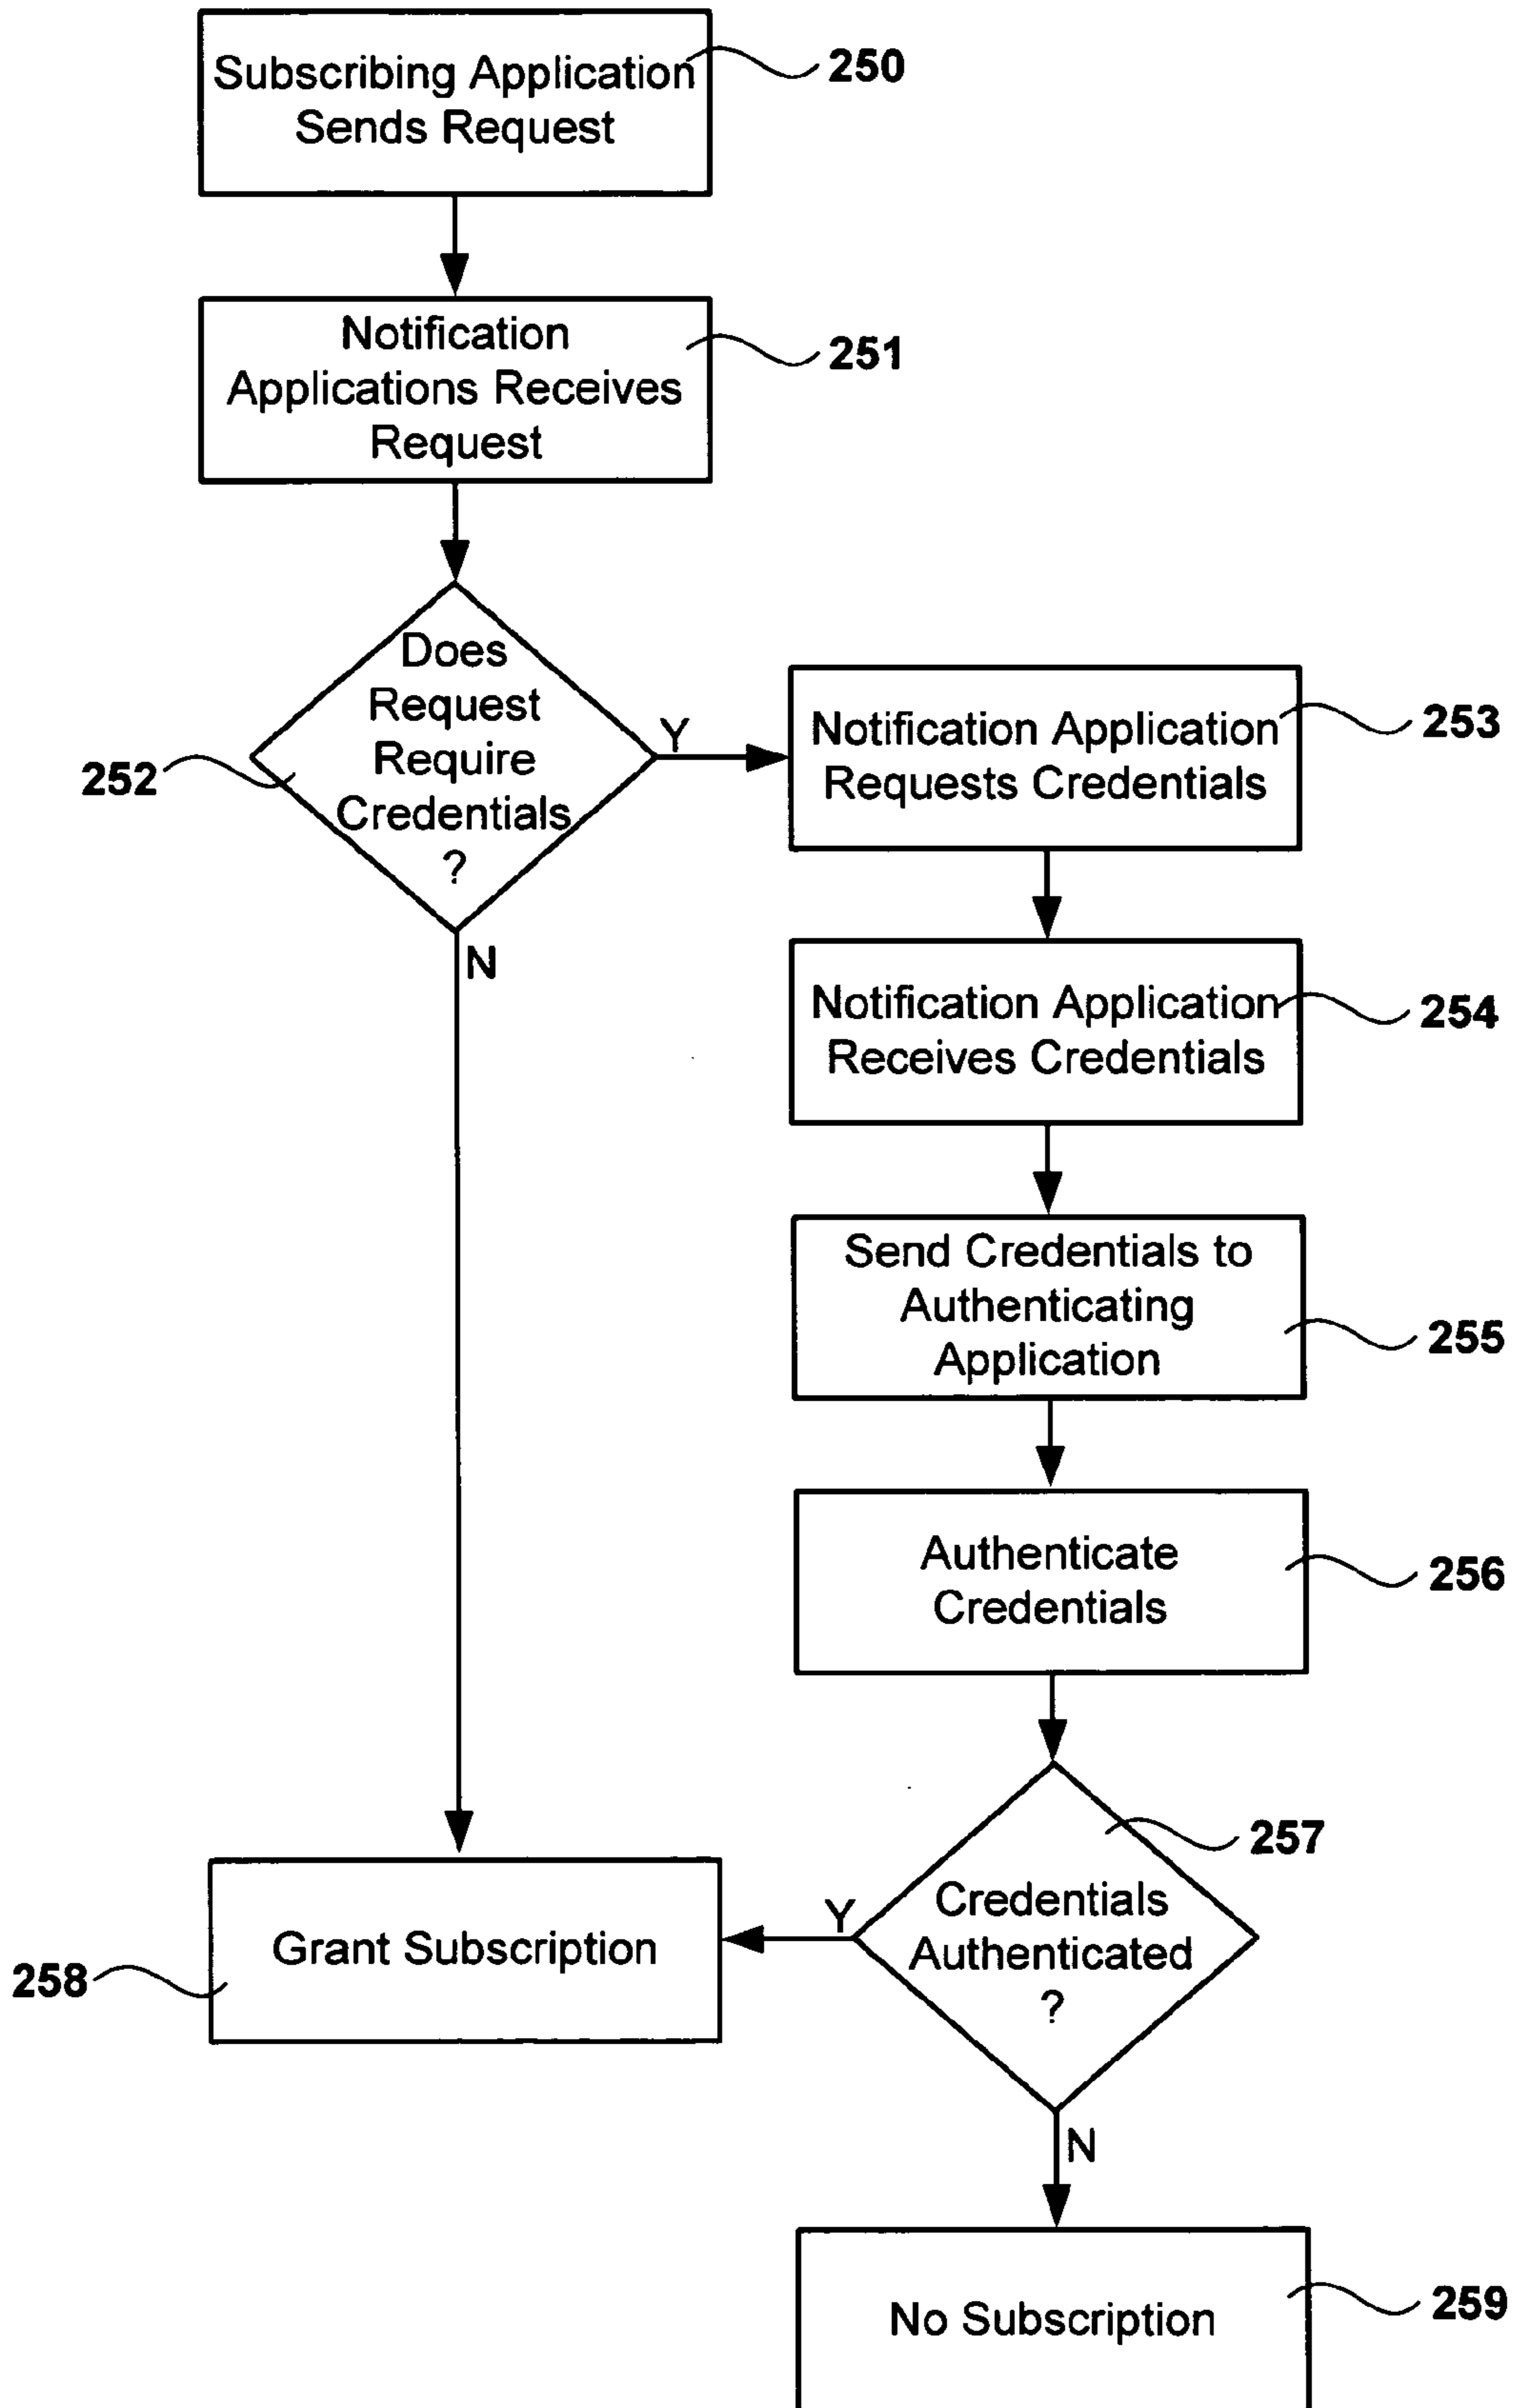 Subscribing Application
Sends Request
250
Notification
Applications Receives
Request
251
Does
Request
Require
Credentials
?
252
Y
N
Notification Application
Requests Credentials
253
Notification Application
Receives Credentials
254
Send Credentials to
Authenticating
Application
255
Authenticate
Credentials
256
257
Credentials
Authenticated
?
Y
N
Grant Subscription
258
No Subscription
259